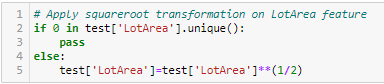 1 # Apply squareroot transformation on LotArea feature
2 if 0 in test['LotArea'].unique():
3     pass
4 else:
5     test['LotArea']=test['LotArea']**(1/2)